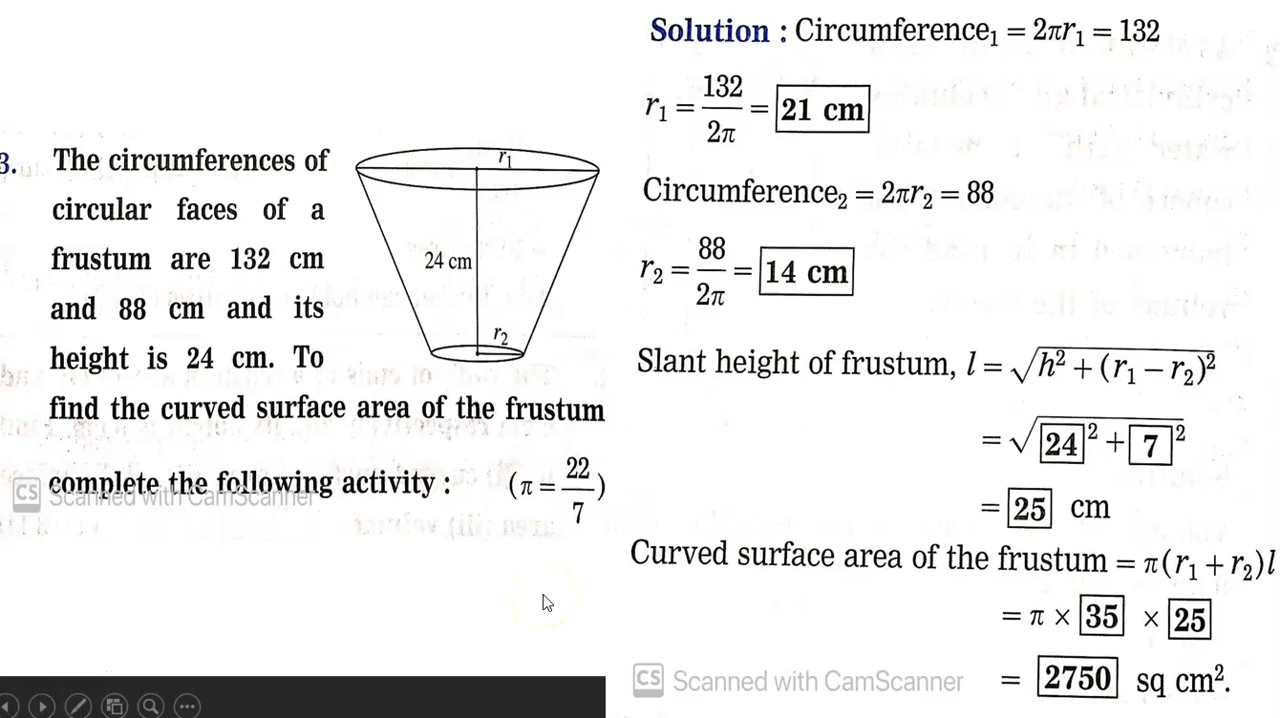 3. The circumferences of
circular faces of a
frustum are 132 cm
and 88 cm and its
height is 24 cm. To
find the curved surface area of the frustum
complete the following activity : (π = 22/7)
r₁
24 cm
r₂
CS Scanned with CamScanner
Solution : Circumference₁ = 2πr₁ = 132
r₁ = 132/2π = 21 cm
Circumference₂ = 2πr₂ = 88
r₂ = 88/2π = 14 cm
Slant height of frustum, l = √(h² + (r₁ − r₂)²)
= √(24² + 7²)
= 25 cm
Curved surface area of the frustum = π(r₁ + r₂)l
= π × 35 × 25
= 2750 sq cm².
CS Scanned with CamScanner